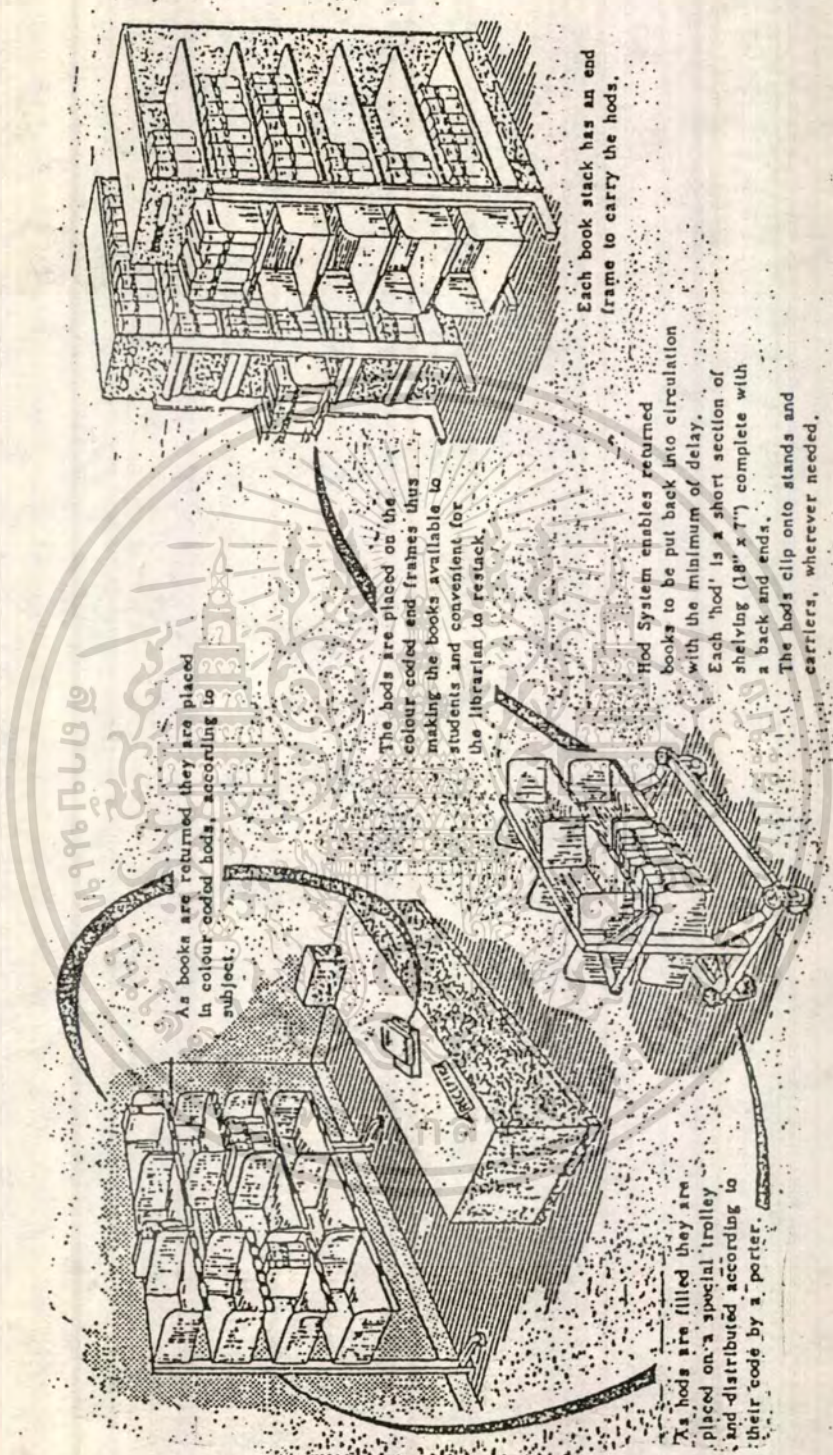 As books are returned they are placed
in colour coded hods, according to
subject.
RECEIPT
As hods are filled they are
placed on a special trolley
and distributed according to
their code by a porter.
The hods are placed on the
colour coded end frames thus
making the books available to
students and convenient for
the librarian to restack.
Each book stack has an end
frame to carry the hods.
Hod System enables returned
books to be put back into circulation
with the minimum of delay.
Each 'hod' is a short section of
shelving (18" x 7") complete with
a back and ends.
The hods clip onto stands and
carriers, wherever needed.